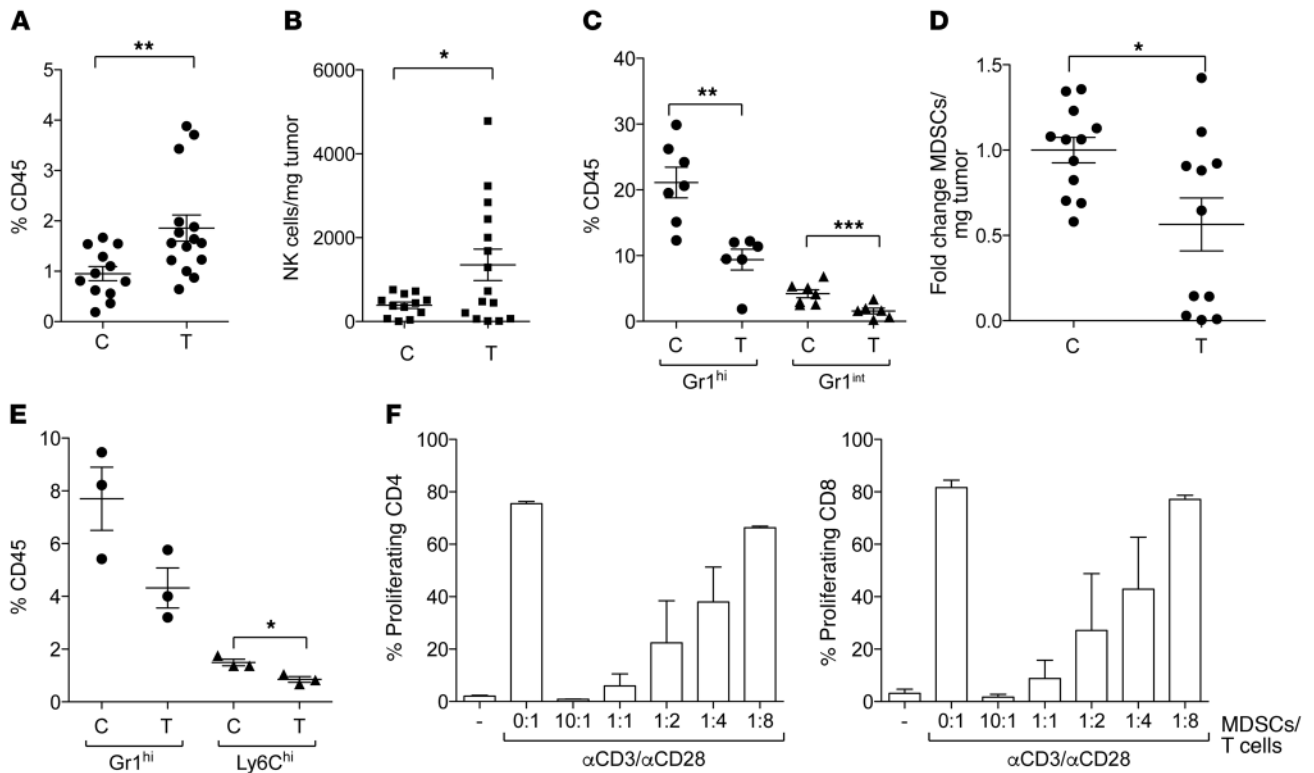 A
**
5
4
3
2
1
0
% CD45
C
T
B
*
6000
4000
2000
0
NK cells/mg tumor
C
T
C
40
30
20
10
0
% CD45
**
***
C
T
C
T
Gr1hi
Gr1int
D
*
1.5
1.0
0.5
0.0
Fold change MDSCs/
mg tumor
C
T
E
10
8
6
4
2
0
% CD45
*
C
T
C
T
Gr1hi
Ly6Chi
F
100
80
60
40
20
0
% Proliferating CD4
-
0:1
10:1
1:1
1:2
1:4
1:8
αCD3/αCD28
100
80
60
40
20
0
% Proliferating CD8
-
0:1
10:1
1:1
1:2
1:4
1:8
MDSCs/
T cells
αCD3/αCD28